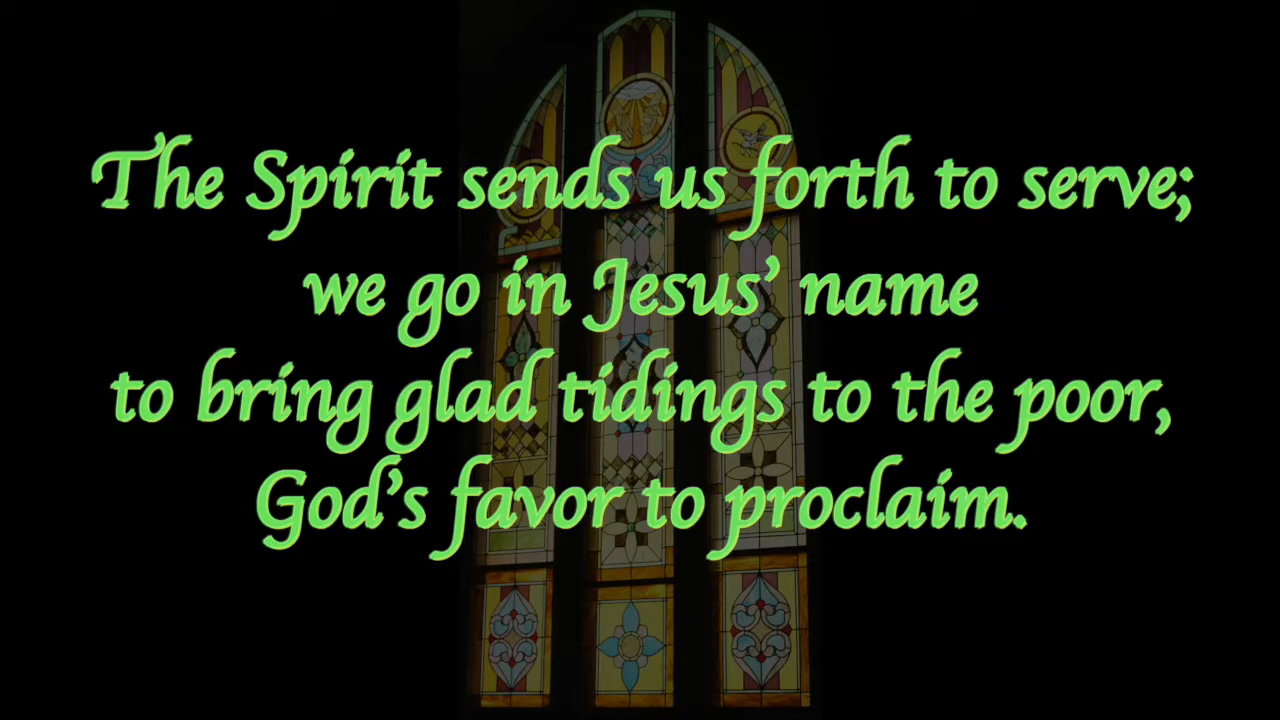 The Spirit sends us forth to serve;
we go in Jesus’ name
to bring glad tidings to the poor,
God’s favor to proclaim.